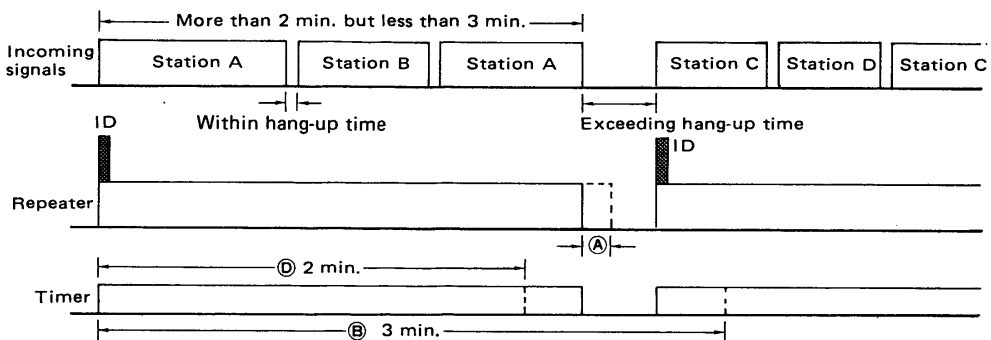 More than 2 min. but less than 3 min.
Incoming signals
Station A
Station B
Station A
Station C
Station D
Station C
Within hang-up time
Exceeding hang-up time
ID
ID
Repeater
Ⓐ
Ⓓ 2 min.
Timer
Ⓑ 3 min.